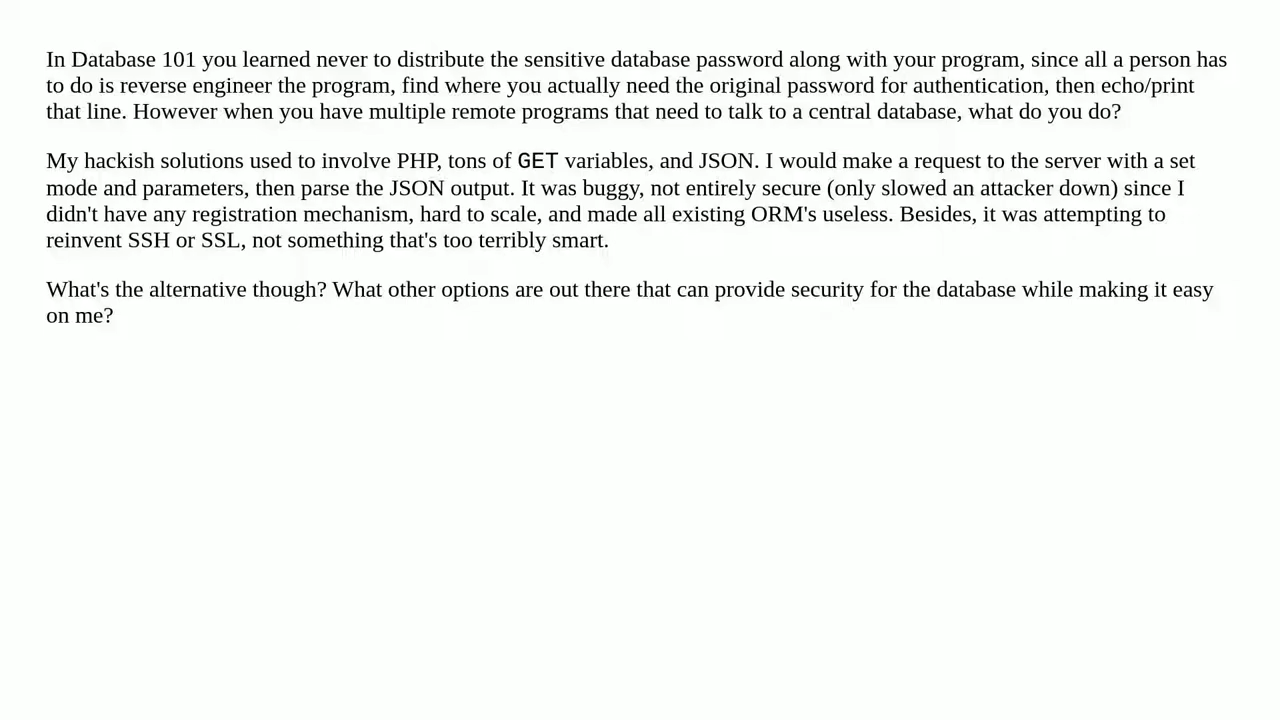 In Database 101 you learned never to distribute the sensitive database password along with your program, since all a person has
to do is reverse engineer the program, find where you actually need the original password for authentication, then echo/print
that line. However when you have multiple remote programs that need to talk to a central database, what do you do?
My hackish solutions used to involve PHP, tons of GET variables, and JSON. I would make a request to the server with a set
mode and parameters, then parse the JSON output. It was buggy, not entirely secure (only slowed an attacker down) since I
didn't have any registration mechanism, hard to scale, and made all existing ORM's useless. Besides, it was attempting to
reinvent SSH or SSL, not something that's too terribly smart.
What's the alternative though? What other options are out there that can provide security for the database while making it easy
on me?